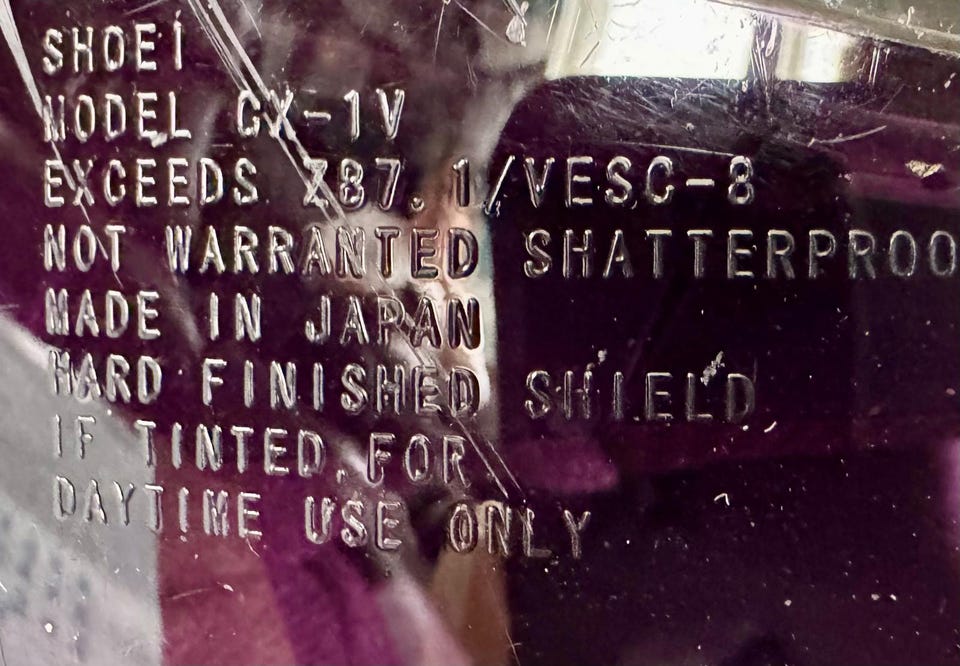 SHOEI
MODEL CX-1V
EXCEEDS Z87.1/VESC-8
NOT WARRANTED SHATTERPROO
MADE IN JAPAN
HARD FINISHED SHIELD
IF TINTED,FOR
DAYTIME USE ONLY